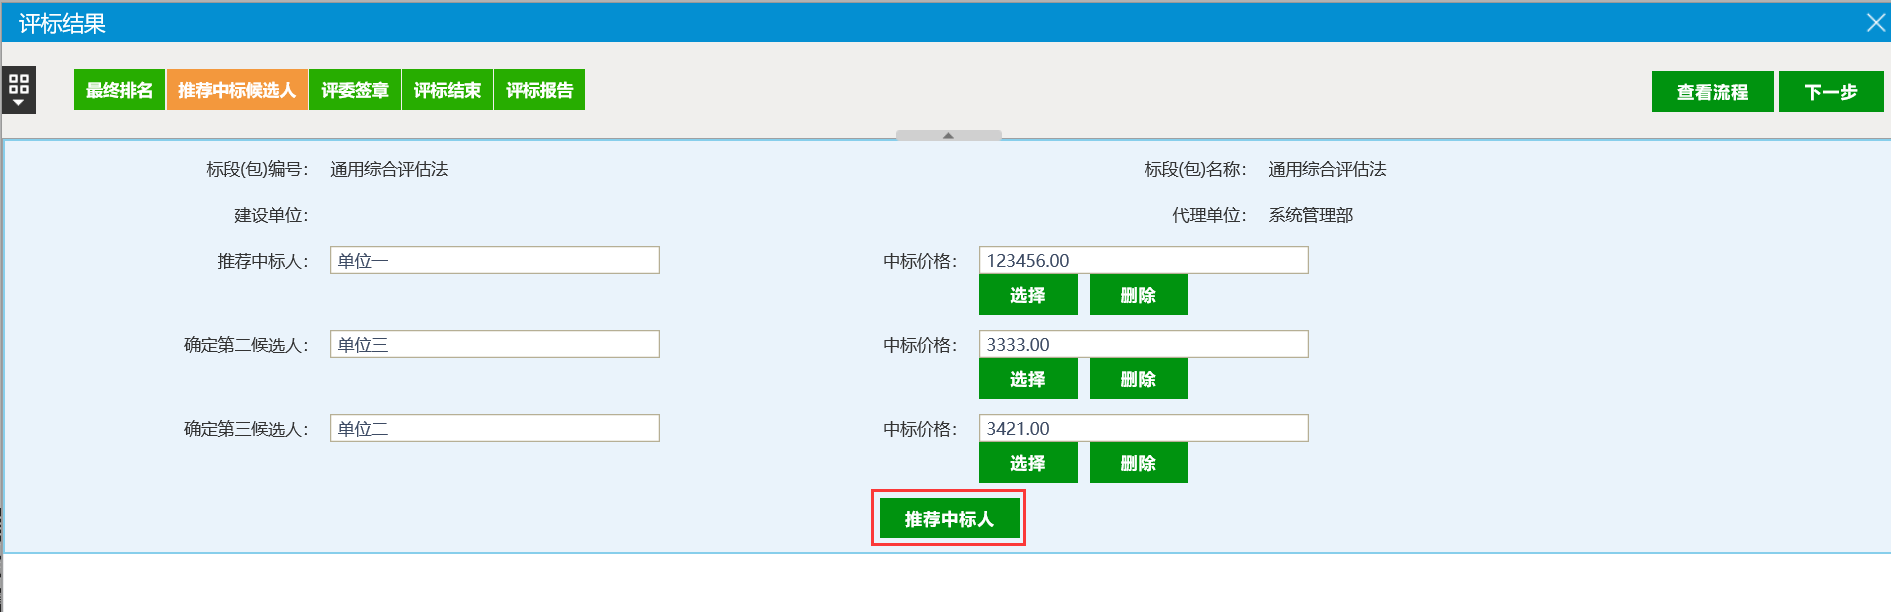 评标结果
最终排名 推荐中标候选人 评委签章 评标结束 评标报告 查看流程 下一步
标段(包)编号： 通用综合评估法 标段(包)名称： 通用综合评估法
建设单位： 代理单位： 系统管理部
推荐中标人： 单位一 中标价格： 123456.00
选择 删除
确定第二候选人： 单位三 中标价格： 3333.00
选择 删除
确定第三候选人： 单位二 中标价格： 3421.00
选择 删除
推荐中标人